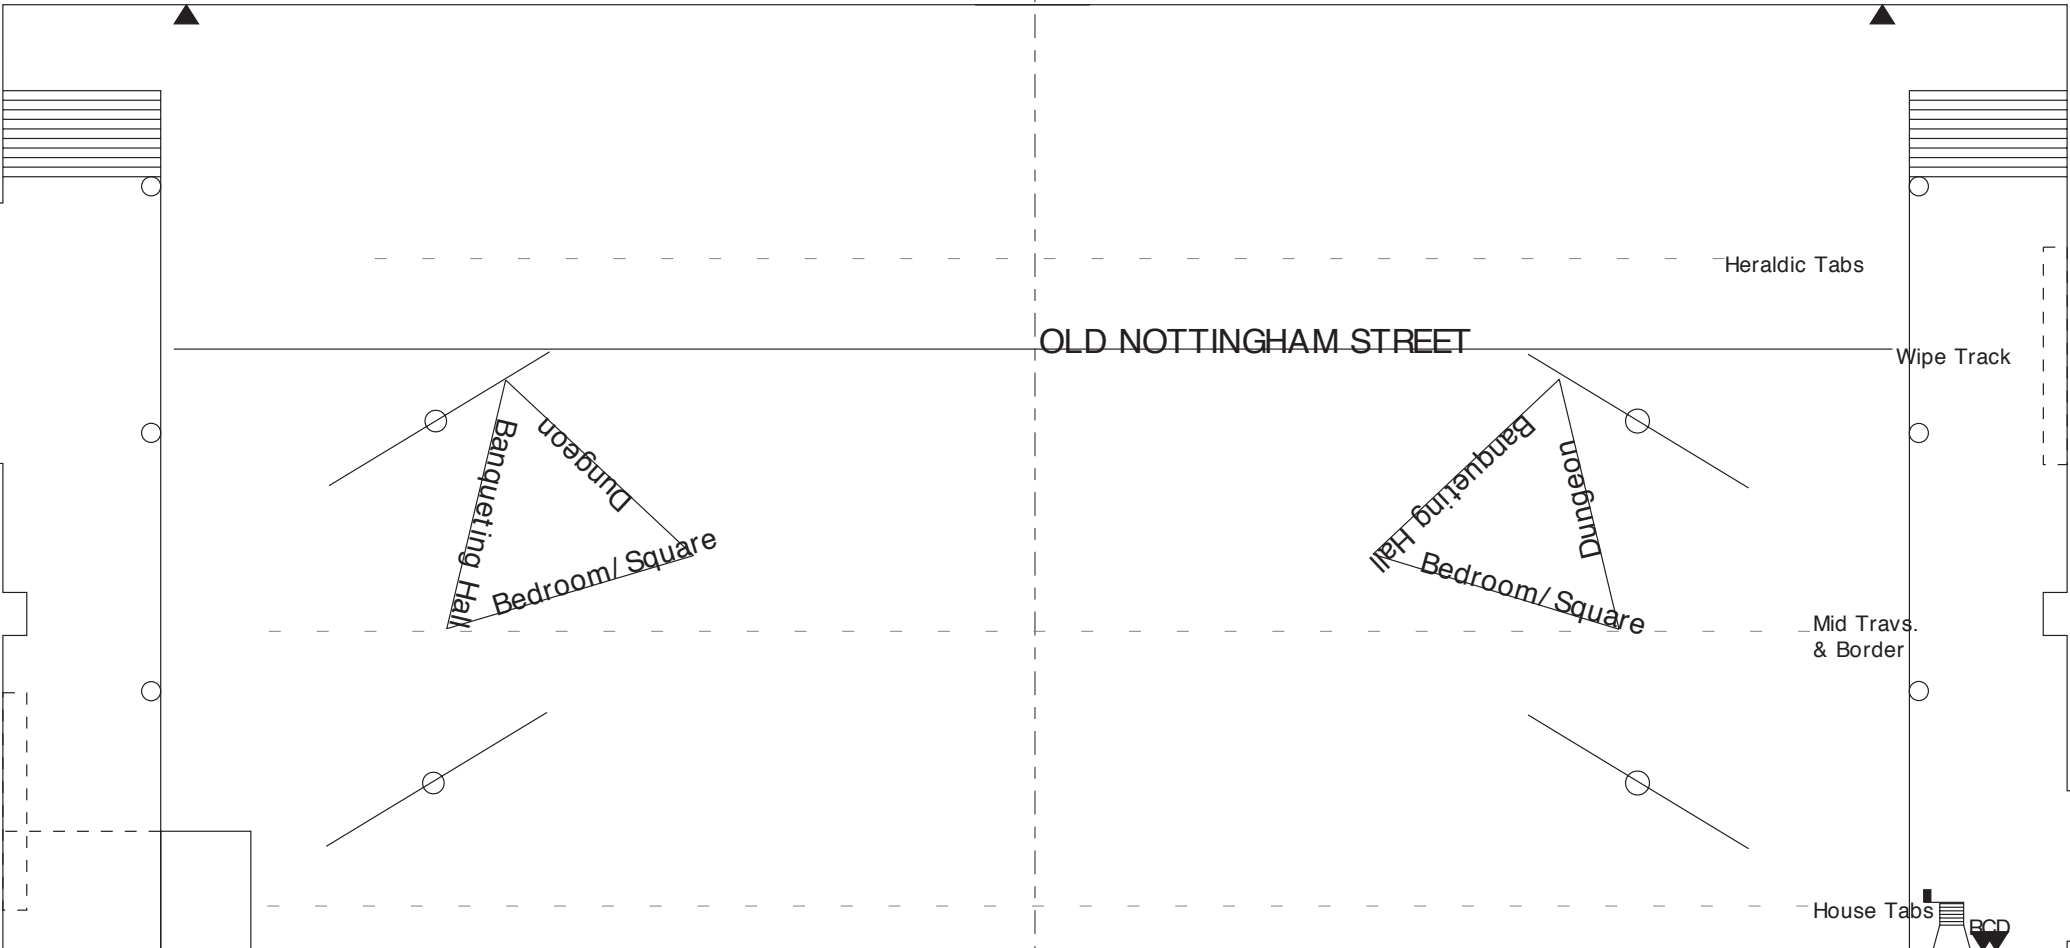 Heraldic Tabs
OLD NOTTINGHAM STREET
Wipe Track
Banqueting Hall
Dungeon
Bedroom/Square
Banqueting Hall
Dungeon
Bedroom/Square
Mid Travs.
& Border
House Tabs